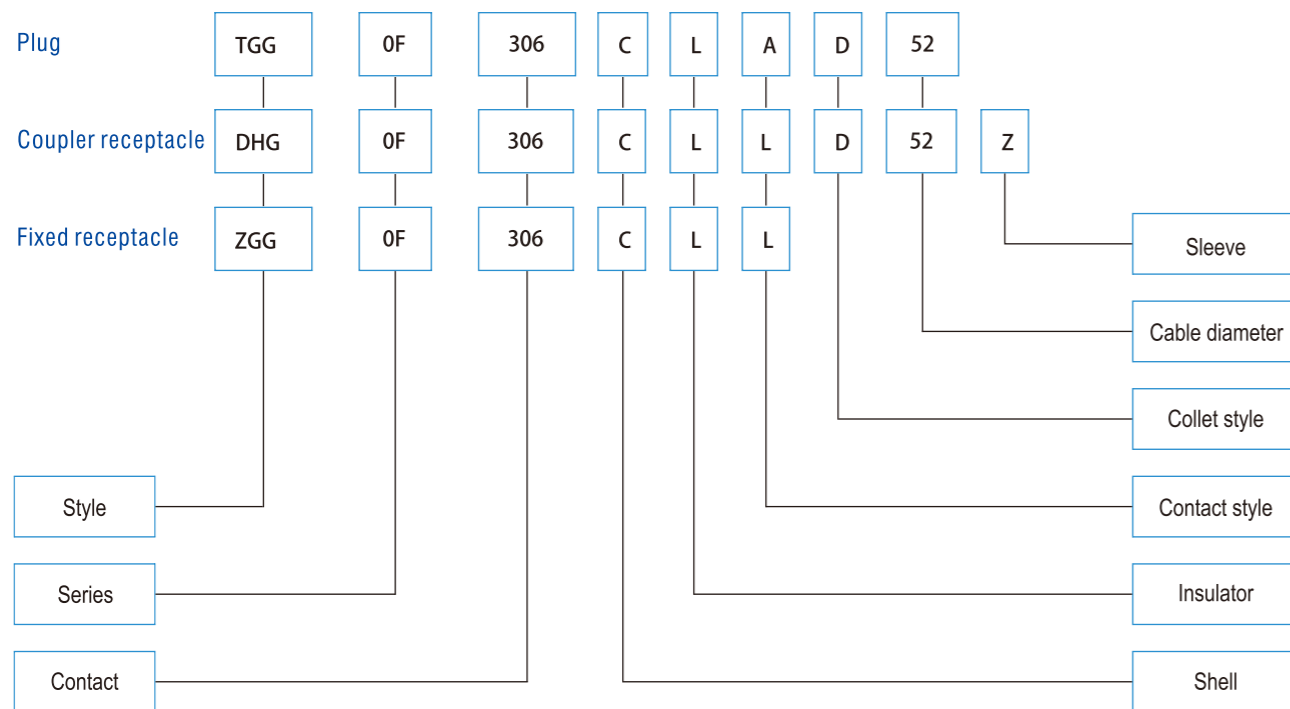 Plug TGG 0F 306 C L A D 52
Coupler receptacle DHG 0F 306 C L L D 52 Z
Fixed receptacle ZGG 0F 306 C L L
Sleeve
Cable diameter
Collet style
Style Contact style
Series Insulator
Contact Shell